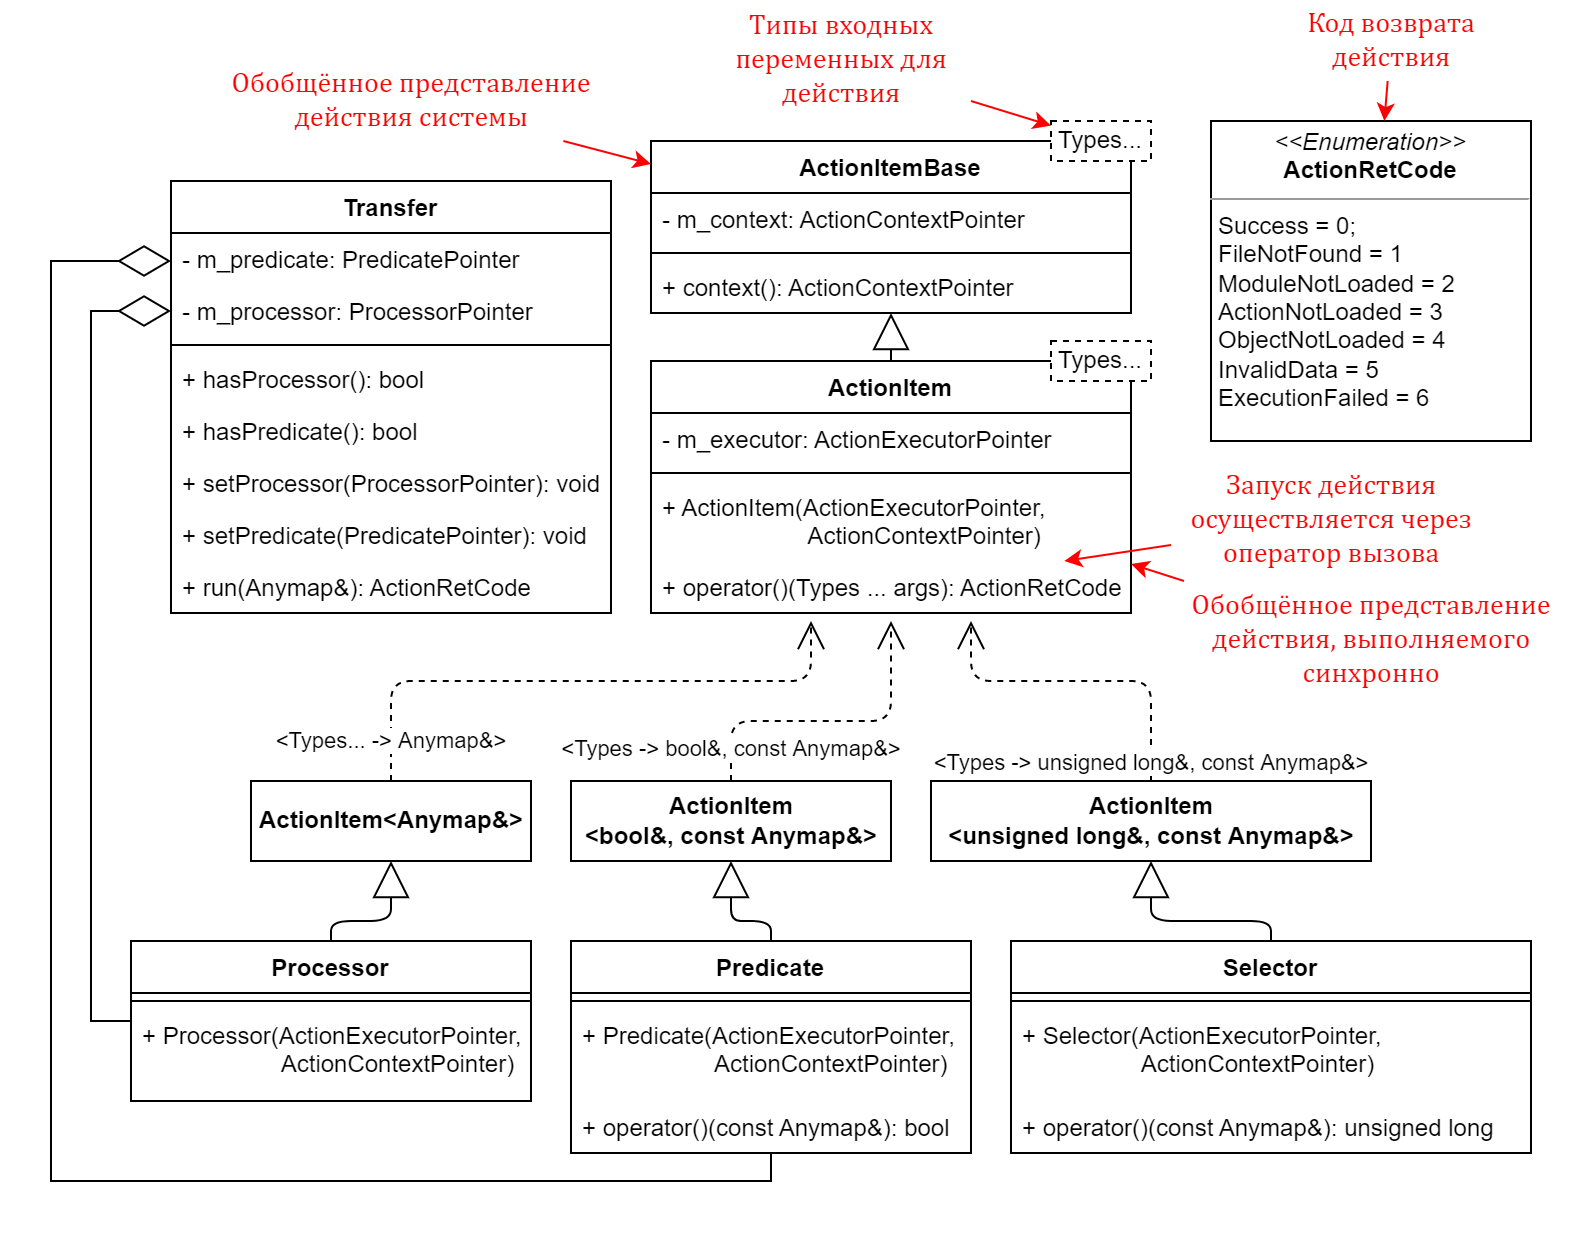 Обобщённое представление
действия системы
Типы входных
переменных для
действия
Код возврата
действия
Transfer
- m_predicate: PredicatePointer
- m_processor: ProcessorPointer
+ hasProcessor(): bool
+ hasPredicate(): bool
+ setProcessor(ProcessorPointer): void
+ setPredicate(PredicatePointer): void
+ run(Anymap&): ActionRetCode
Types...
ActionItemBase
- m_context: ActionContextPointer
+ context(): ActionContextPointer
Types...
ActionItem
- m_executor: ActionExecutorPointer
+ ActionItem(ActionExecutorPointer,
ActionContextPointer)
+ operator()(Types ... args): ActionRetCode
<<Enumeration>>
ActionRetCode
Success = 0;
FileNotFound = 1
ModuleNotLoaded = 2
ActionNotLoaded = 3
ObjectNotLoaded = 4
InvalidData = 5
ExecutionFailed = 6
Запуск действия
осуществляется через
оператор вызова
Обобщённое представление
действия, выполняемого
синхронно
<Types... -> Anymap&>
<Types -> bool&, const Anymap&>
<Types -> unsigned long&, const Anymap&>
ActionItem<Anymap&>
ActionItem
<bool&, const Anymap&>
ActionItem
<unsigned long&, const Anymap&>
Processor
+ Processor(ActionExecutorPointer,
ActionContextPointer)
Predicate
+ Predicate(ActionExecutorPointer,
ActionContextPointer)
+ operator()(const Anymap&): bool
Selector
+ Selector(ActionExecutorPointer,
ActionContextPointer)
+ operator()(const Anymap&): unsigned long